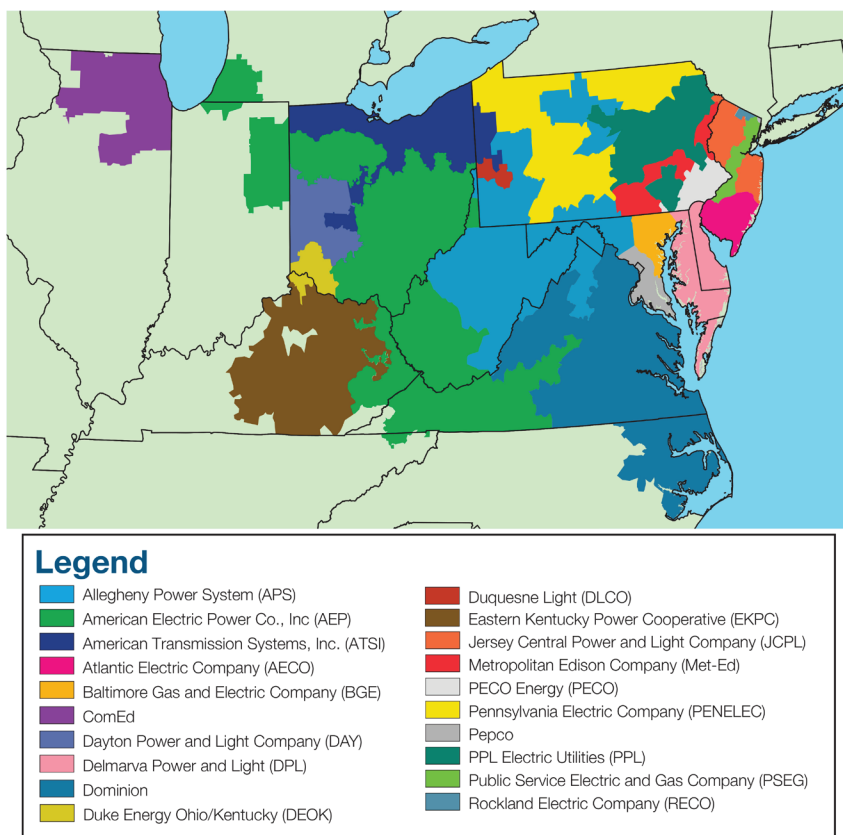 Legend
Allegheny Power System (APS)
American Electric Power Co., Inc (AEP)
American Transmission Systems, Inc. (ATSI)
Atlantic Electric Company (AECO)
Baltimore Gas and Electric Company (BGE)
ComEd
Dayton Power and Light Company (DAY)
Delmarva Power and Light (DPL)
Dominion
Duke Energy Ohio/Kentucky (DEOK)
Duquesne Light (DLCO)
Eastern Kentucky Power Cooperative (EKPC)
Jersey Central Power and Light Company (JCPL)
Metropolitan Edison Company (Met-Ed)
PECO Energy (PECO)
Pennsylvania Electric Company (PENELEC)
Pepco
PPL Electric Utilities (PPL)
Public Service Electric and Gas Company (PSEG)
Rockland Electric Company (RECO)